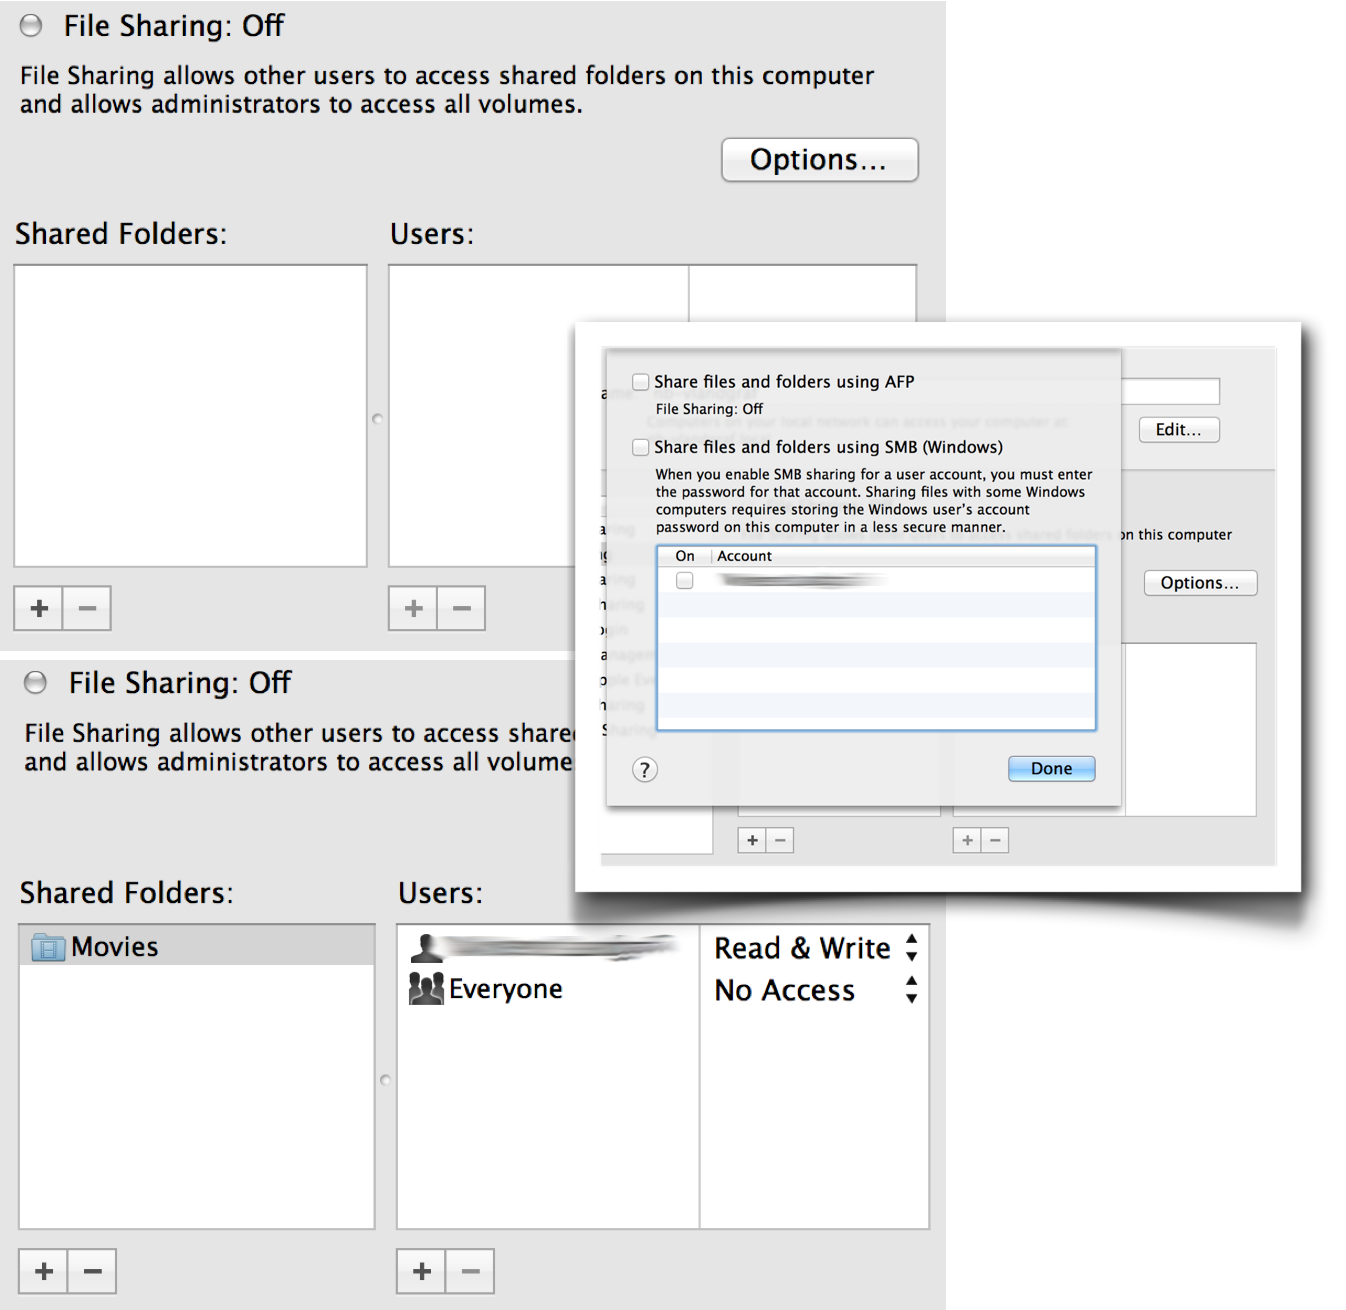 File Sharing: Off
File Sharing allows other users to access shared folders on this computer
and allows administrators to access all volumes.
Options...
Shared Folders:
Users:
Share files and folders using AFP
File Sharing: Off
Edit...
Share files and folders using SMB (Windows)
When you enable SMB sharing for a user account, you must enter
the password for that account. Sharing files with some Windows
computers requires storing the Windows user's account
password on this computer in a less secure manner.
on this computer
On Account
Options...
? Done
+ −
+ −
+ −
+ −
File Sharing: Off
File Sharing allows other users to access share
and allows administrators to access all volume
Shared Folders:
Users:
Movies
Read & Write
Everyone
No Access
+ −
+ −